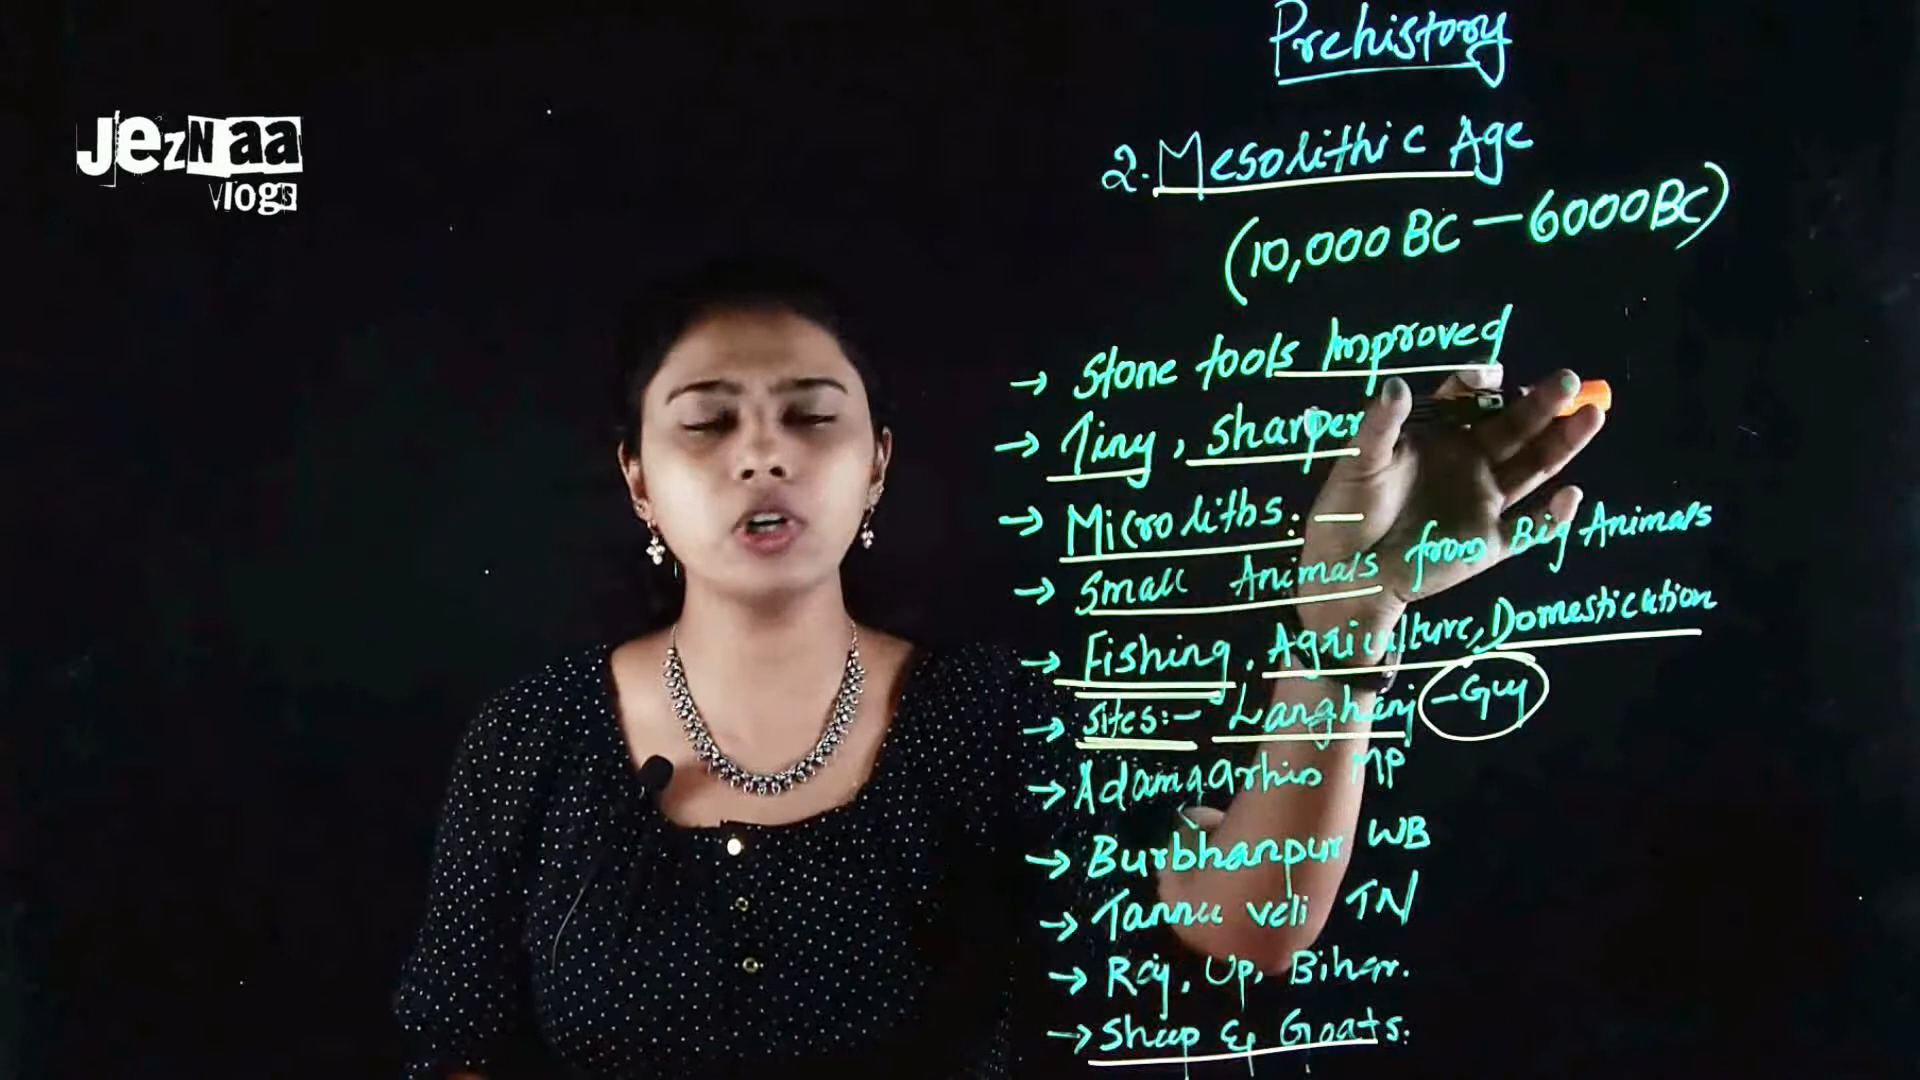 JezNaa
vlogs
Prehistory
2. Mesolithic Age
(10,000 BC — 6000 BC)
→ Stone tools Improved
→ Tiny, Sharper
→ Microliths: —
→ Small Animals from Big Animals
→ Fishing, Agriculture, Domestication
→ Sites:- Langhanj - Guj
→ Adamgarhin MP
→ Burbhanpur WB
→ veli TN
→ Raj, Up, Bihar.
→ Sheep & Goats.